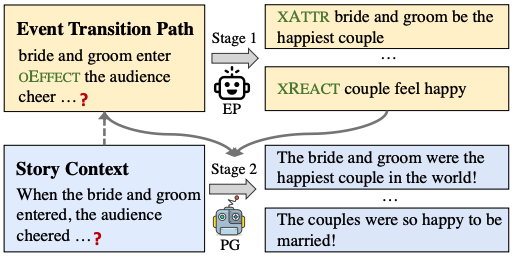 Event Transition Path
bride and groom enter
OEFFECT the audience
cheer ... ?
Stage 1
EP
XATTR bride and groom be the
happiest couple
...
XREACT couple feel happy
Story Context
When the bride and groom
entered, the audience
cheered ... ?
Stage 2
PG
The bride and groom were the
happiest couple in the world!
...
The couples were so happy to be
married!